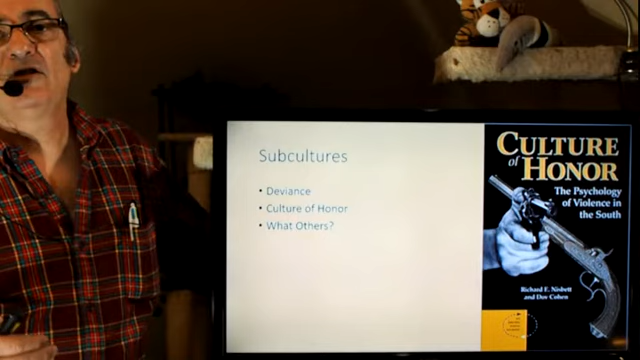 Subcultures
• Deviance
• Culture of Honor
• What Others?
CULTURE
of HONOR
The Psychology
of Violence in
the South
Richard E. Nisbett
and Dov Cohen